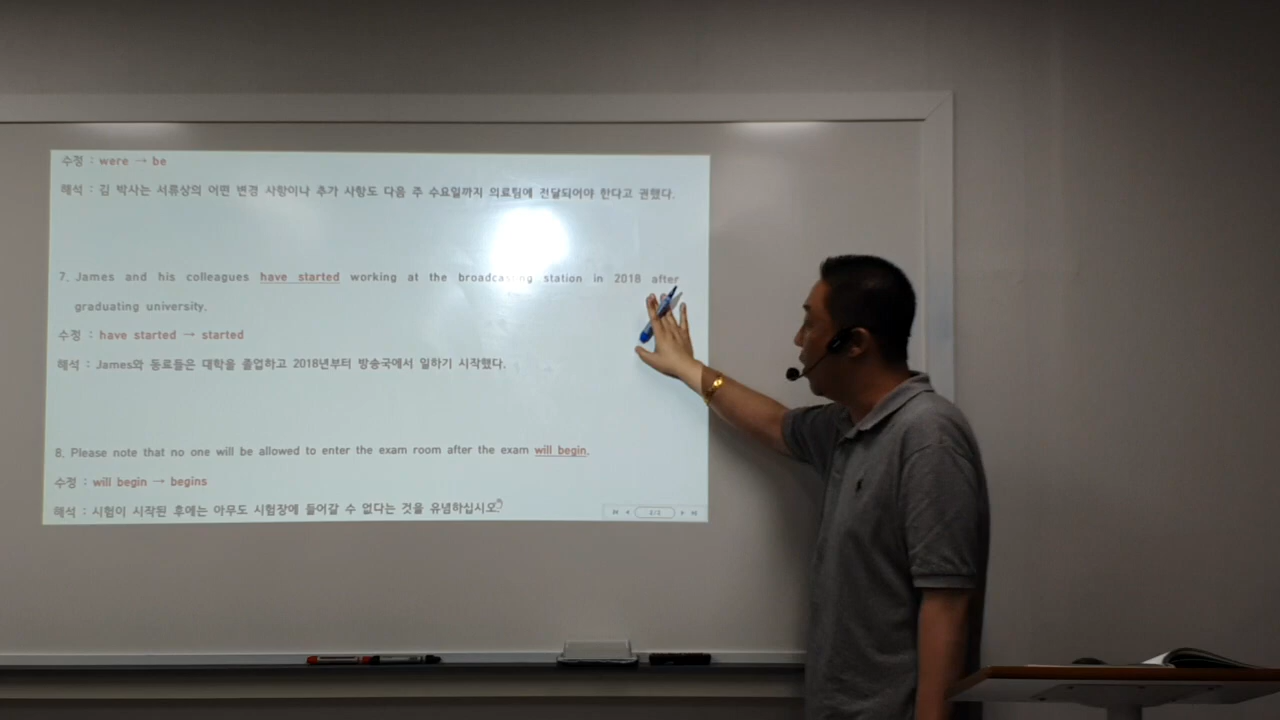 수정 : were → be
해석 : 김 박사는 서류상의 어떤 변경 사항이나 추가 사항도 다음 주 수요일까지 의료팀에 전달되어야 한다고 권했다.
7. James and his colleagues have started working at the broadcasting station in 2018 after
graduating university.
수정 : have started → started
해석 : James와 동료들은 대학을 졸업하고 2018년부터 방송국에서 일하기 시작했다.
8. Please note that no one will be allowed to enter the exam room after the exam will begin.
수정 : will begin → begins
해석 : 시험이 시작된 후에는 아무도 시험장에 들어갈 수 없다는 것을 유념하십시오.